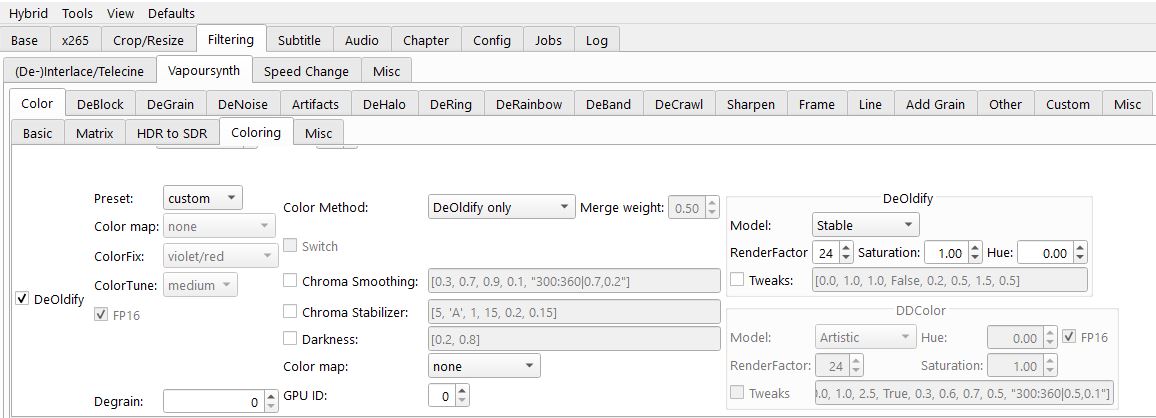 Hybrid Tools View Defaults
Base x265 Crop/Resize Filtering Subtitle Audio Chapter Config Jobs Log
(De-)Interlace/Telecine Vapoursynth Speed Change Misc
Color DeBlock DeGrain DeNoise Artifacts DeHalo DeRing DeRainbow DeBand DeCrawl Sharpen Frame Line Add Grain Other Custom Misc
Basic Matrix HDR to SDR Coloring Misc
DeOldify
Preset: custom
Color map: none
ColorFix: violet/red
ColorTune: medium
FP16
Degrain: 0
Color Method: DeOldify only Merge weight: 0.50
Switch
Chroma Smoothing: [0.3, 0.7, 0.9, 0.1, "300:360|0.7,0.2"]
Chroma Stabilizer: [5, 'A', 1, 15, 0.2, 0.15]
Darkness: [0.2, 0.8]
Color map: none
GPU ID: 0
DeOldify
Model: Stable
RenderFactor 24 Saturation: 1.00 Hue: 0.00
Tweaks: [0.0, 1.0, 1.0, False, 0.2, 0.5, 1.5, 0.5]
DDColor
Model: Artistic Hue: 0.00 FP16
RenderFactor: 24 Saturation: 1.00
Tweaks 0.0, 1.0, 2.5, True, 0.3, 0.6, 0.7, 0.5, "300:360|0.5,0.1"]